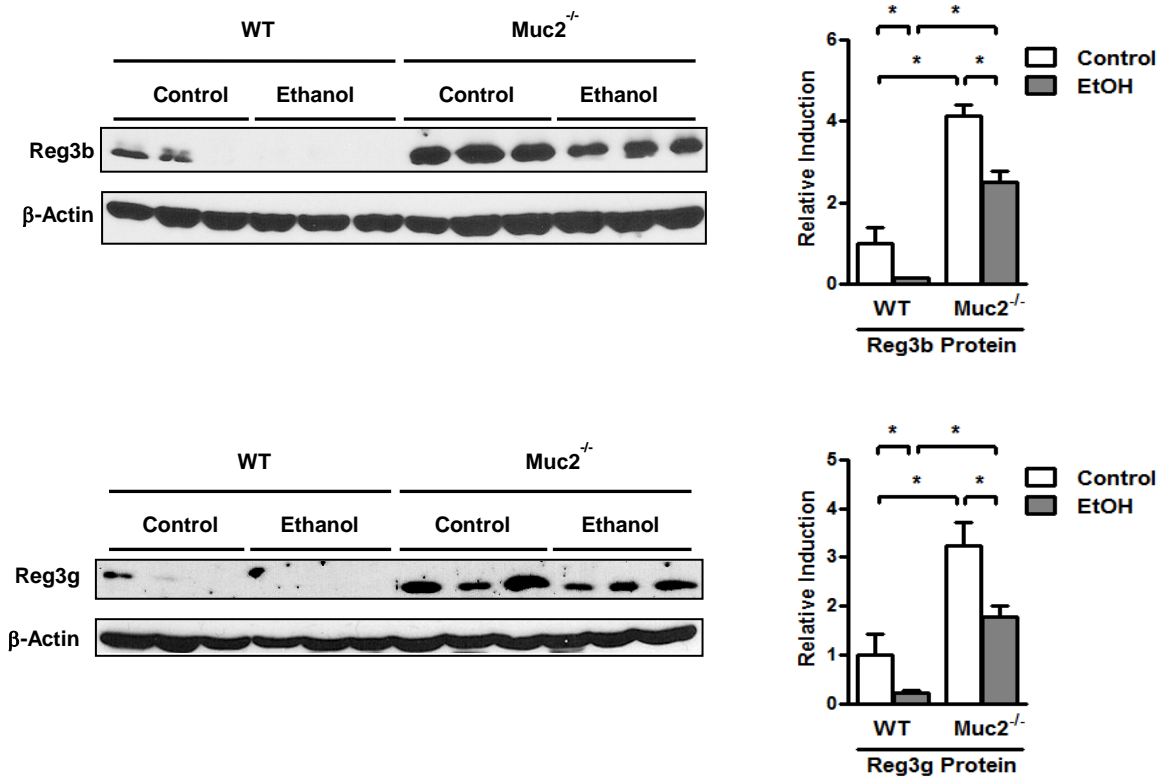 WT Muc2-/-
Control Ethanol Control Ethanol
Reg3b
β-Actin
* *
* *
Control
EtOH
Relative Induction
6
4
2
0
WT Muc2-/-
Reg3b Protein
WT Muc2-/-
Control Ethanol Control Ethanol
Reg3g
β-Actin
* *
* *
Control
EtOH
Relative Induction
5
4
3
2
1
0
WT Muc2-/-
Reg3g Protein